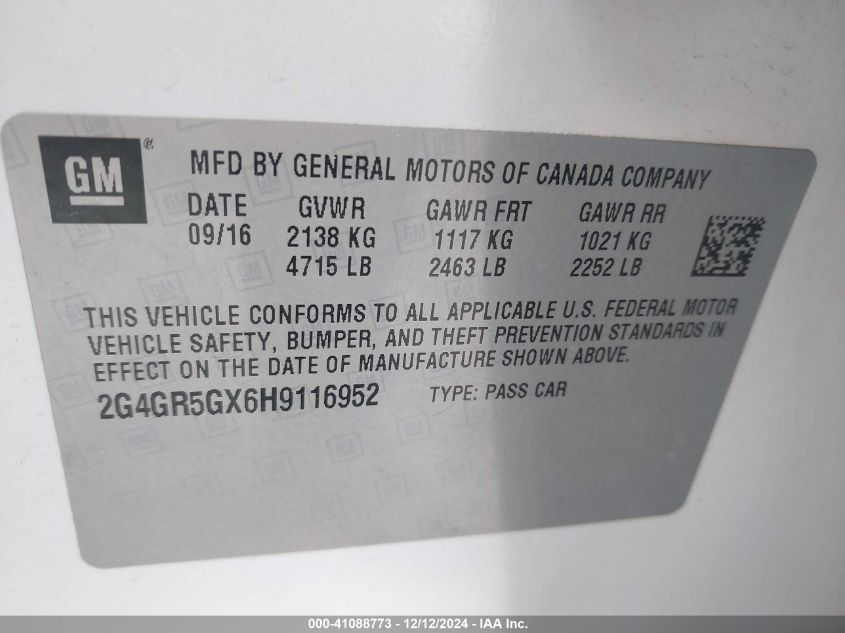 GM ®
MFD BY GENERAL MOTORS OF CANADA COMPANY
DATE GVWR GAWR FRT GAWR RR
09/16 2138 KG 1117 KG 1021 KG
4715 LB 2463 LB 2252 LB
THIS VEHICLE CONFORMS TO ALL APPLICABLE U.S. FEDERAL MOTOR
VEHICLE SAFETY, BUMPER, AND THEFT PREVENTION STANDARDS IN
EFFECT ON THE DATE OF MANUFACTURE SHOWN ABOVE.
2G4GR5GX6H9116952 TYPE: PASS CAR
000-41088773 - 12/12/2024 - IAA Inc.